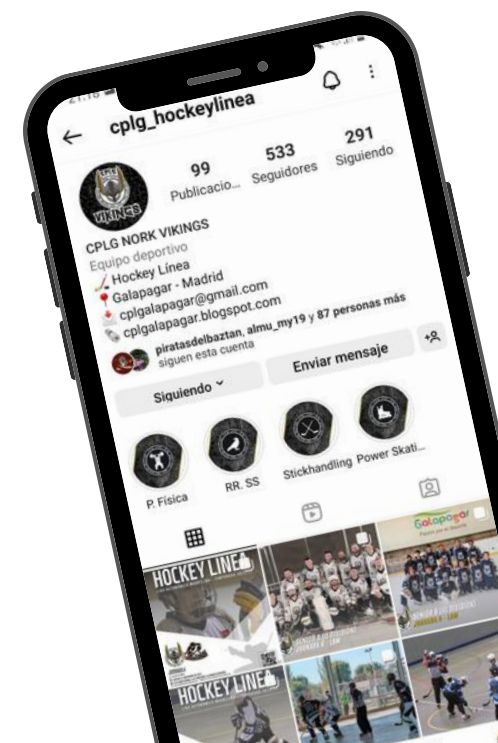 21:18
cplg_hockeylinea
VIKINGS
99
Publicacio...
533
Seguidores
291
Siguiendo
CPLG NORK VIKINGS
Equipo deportivo
Hockey Línea
Galapagar - Madrid
cplgalapagar@gmail.com
cplgalapagar.blogspot.com
piratasdelbaztan, almu_my19 y 87 personas más
siguen esta cuenta
Siguiendo
Enviar mensaje
P. Física
RR. SS
Stickhandling
Power Skati...
HOCKEY LINEA
Galapagar
HOCKEY LINEA